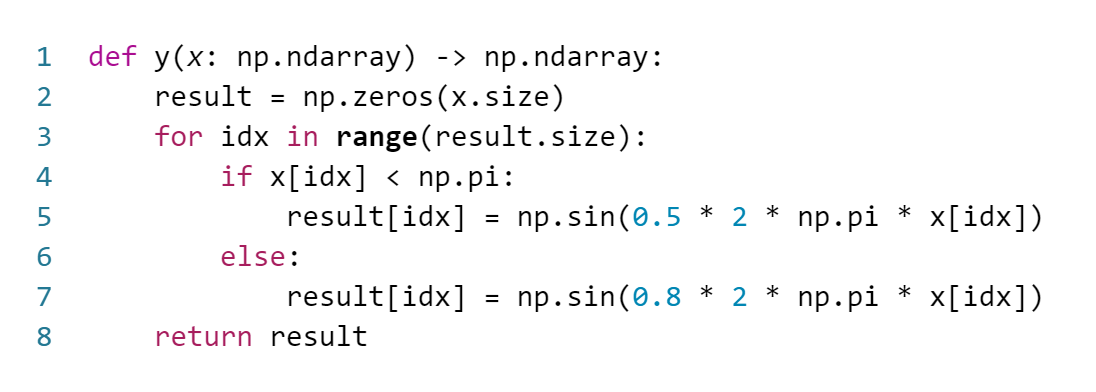 1 def y(x: np.ndarray) -> np.ndarray:
2     result = np.zeros(x.size)
3     for idx in range(result.size):
4         if x[idx] < np.pi:
5             result[idx] = np.sin(0.5 * 2 * np.pi * x[idx])
6         else:
7             result[idx] = np.sin(0.8 * 2 * np.pi * x[idx])
8     return result